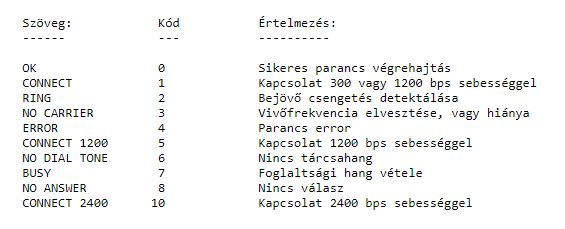 Szöveg: Kód Értelmezés:
------ --- ----------
OK 0 Sikeres parancs végrehajtás
CONNECT 1 Kapcsolat 300 vagy 1200 bps sebességgel
RING 2 Bejövő csengetés detektálása
NO CARRIER 3 Vivőfrekvencia elvesztése, vagy hiánya
ERROR 4 Parancs error
CONNECT 1200 5 Kapcsolat 1200 bps sebességgel
NO DIAL TONE 6 Nincs tárcsahang
BUSY 7 Foglaltsági hang vétele
NO ANSWER 8 Nincs válasz
CONNECT 2400 10 Kapcsolat 2400 bps sebességgel